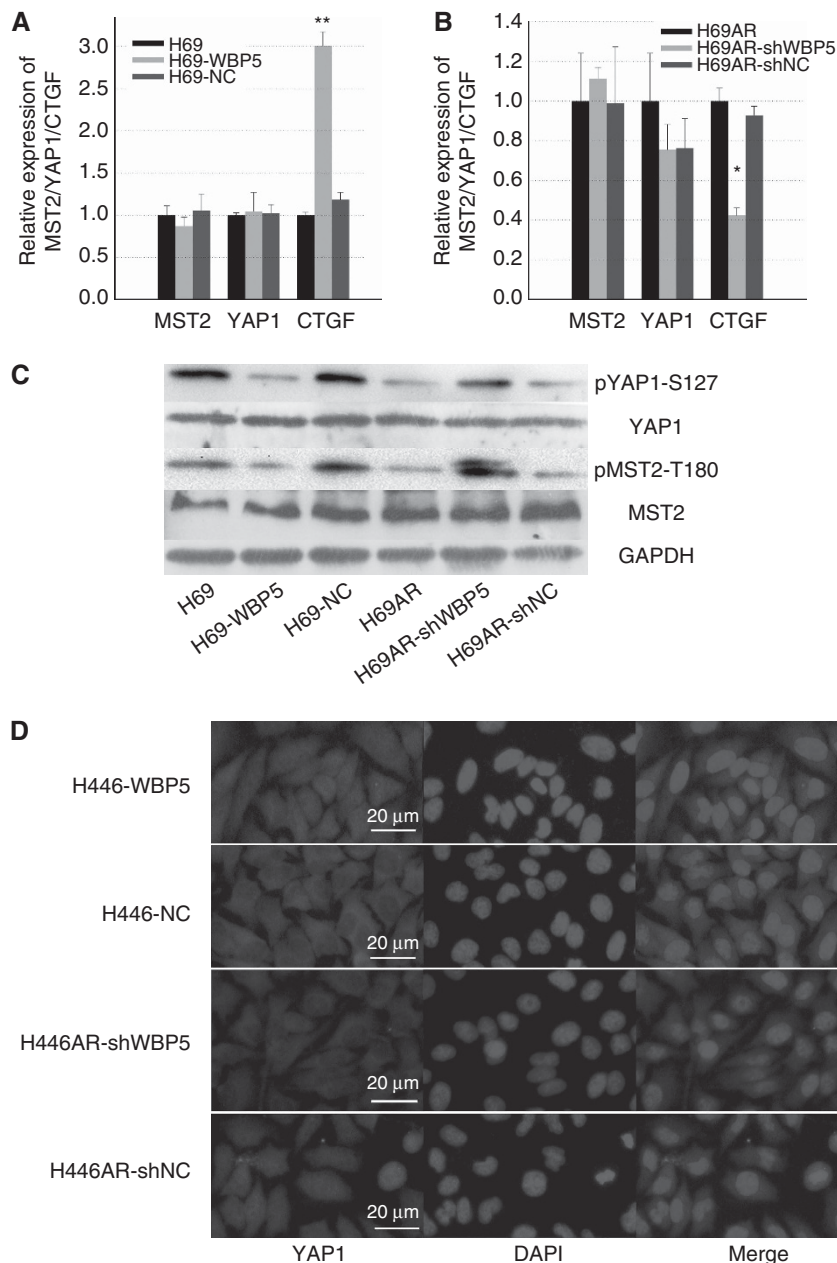 A
Relative expression of
MST2/YAP1/CTGF
3.0
2.5
2.0
1.5
1.0
0.5
0.0
H69
H69-WBP5
H69-NC
**
MST2 YAP1 CTGF
B
Relative expression of
MST2/YAP1/CTGF
1.4
1.2
1.0
0.8
0.6
0.4
0.2
0.0
H69AR
H69AR-shWBP5
H69AR-shNC
*
MST2 YAP1 CTGF
C
pYAP1-S127
YAP1
pMST2-T180
MST2
GAPDH
H69
H69-WBP5
H69-NC
H69AR
H69AR-shWBP5
H69AR-shNC
D
H446-WBP5
20 μm
H446-NC
20 μm
H446AR-shWBP5
20 μm
H446AR-shNC
20 μm
YAP1 DAPI Merge